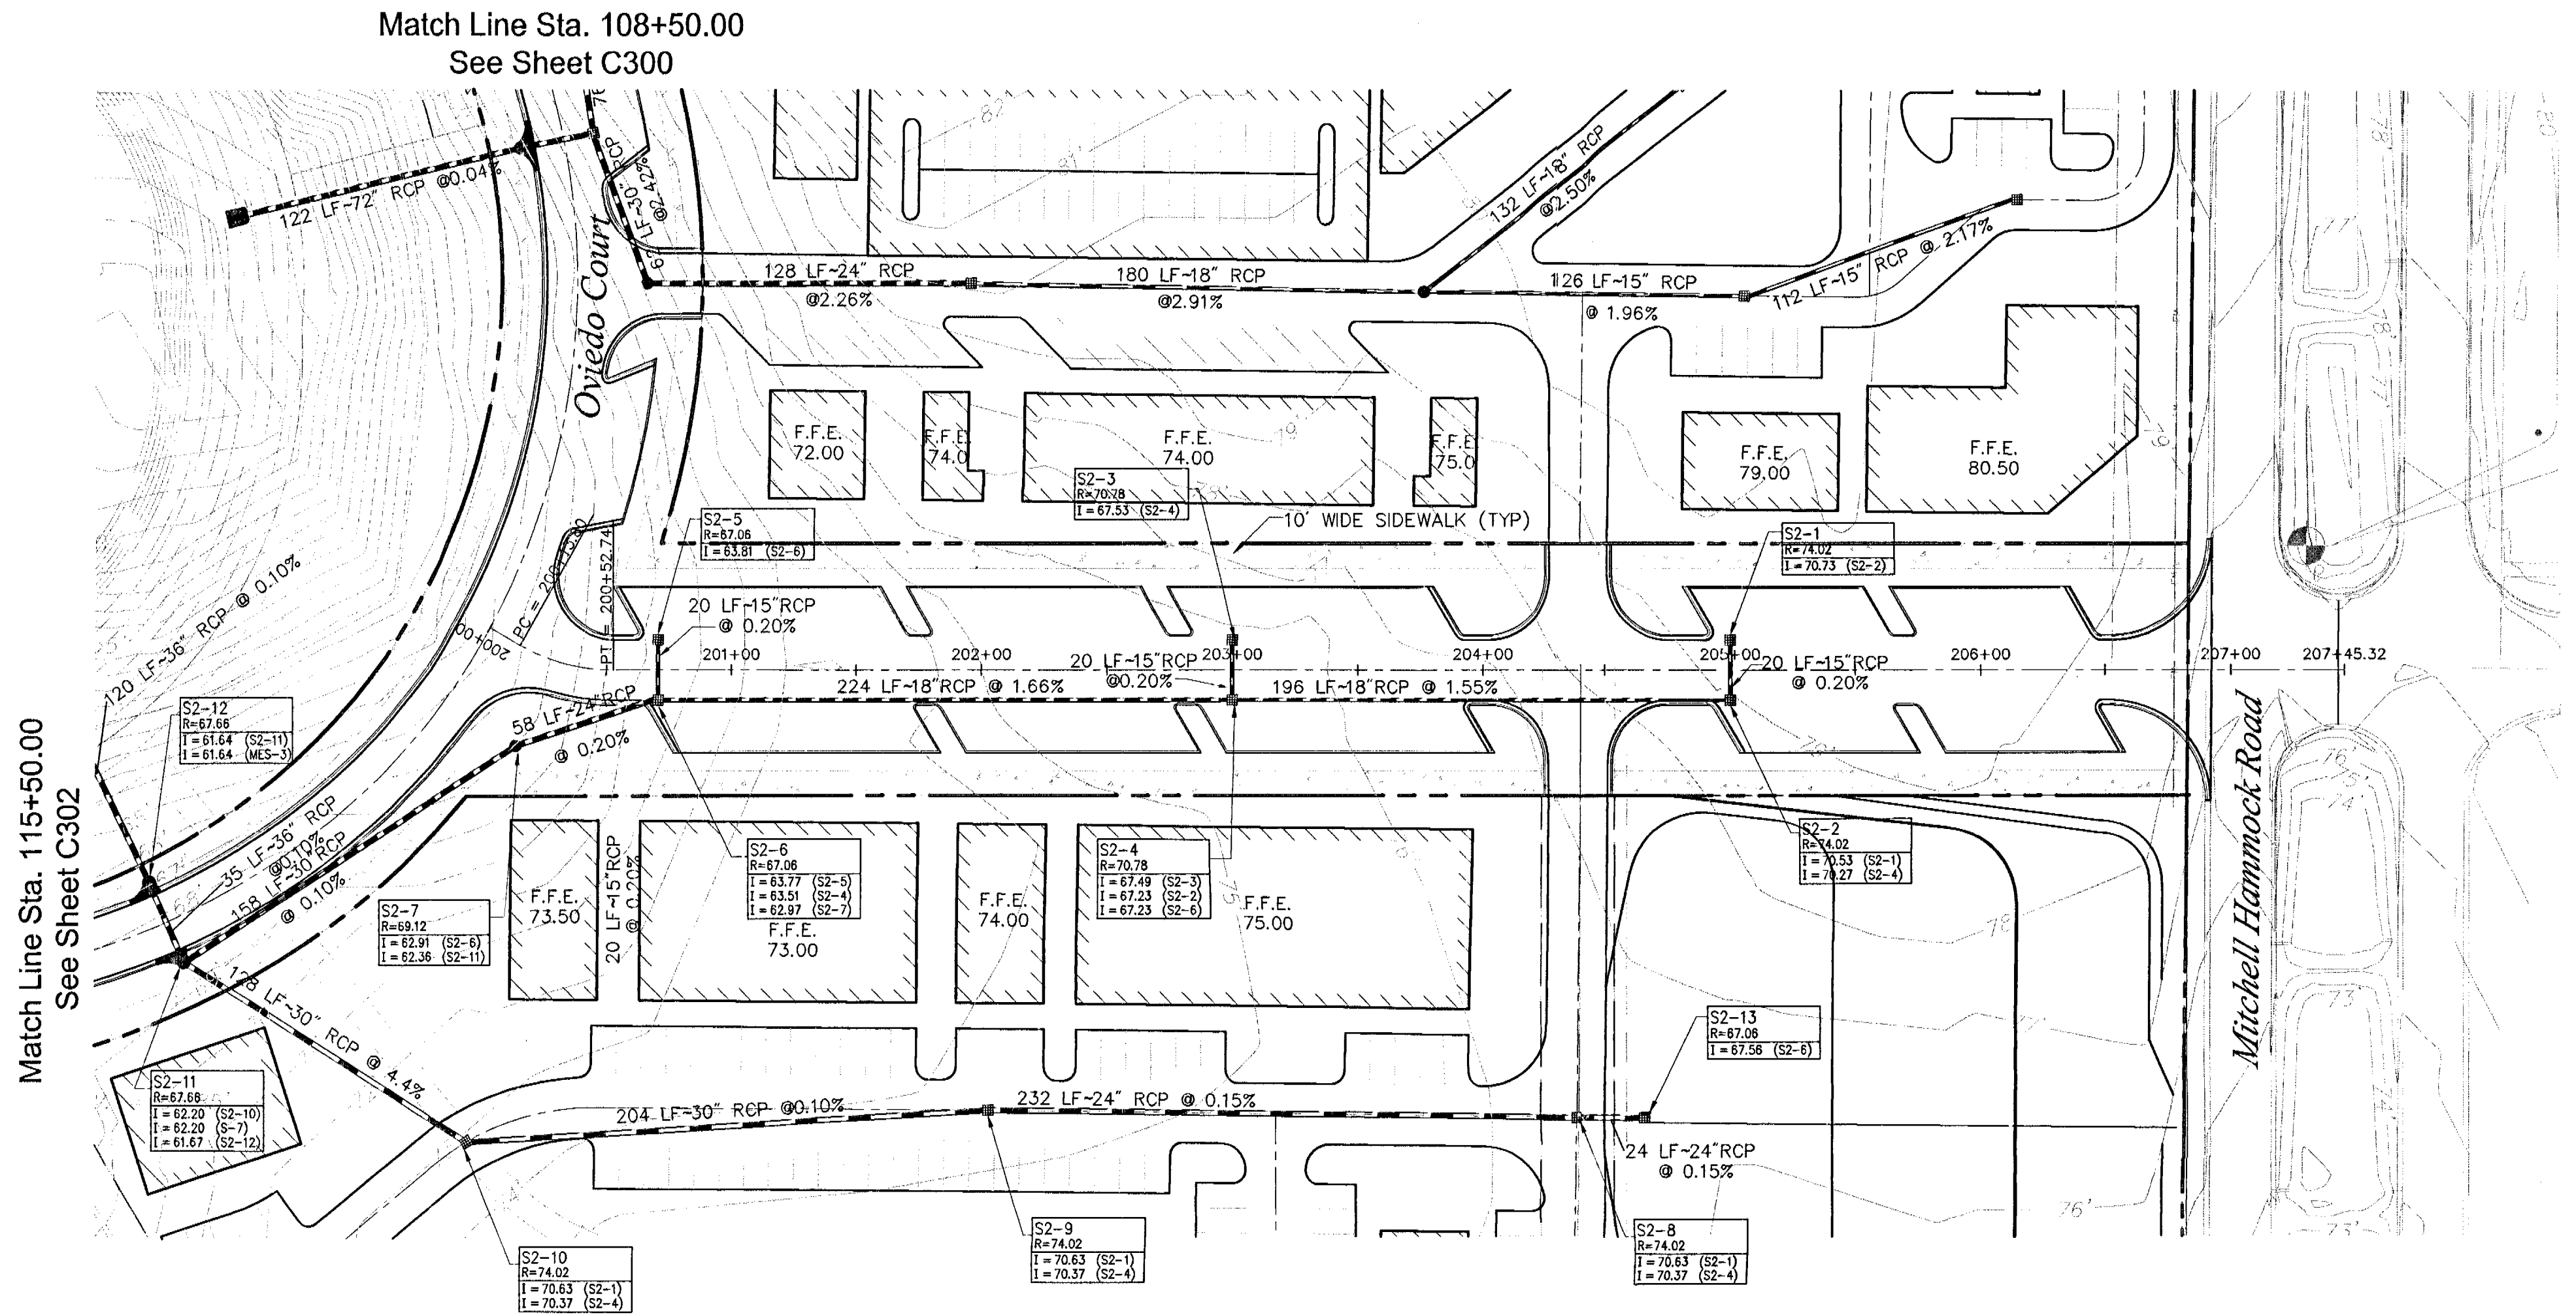 Match Line Sta. 108+50.00
See Sheet C300
Match Line Sta. 115+50.00
See Sheet C302
Oviedo Court
Mitchell Hammock Road
122 LF~72" RCP @0.04%
67 LF~30" RCP
@2.42%
128 LF~24" RCP
@2.26%
180 LF~18" RCP
@2.91%
132 LF~18" RCP
@2.50%
126 LF~15" RCP
@ 1.96%
112 LF~15" RCP @ 2.17%
82
79
78'
77'
78'
80
79
F.F.E.
72.00
F.F.E.
74.0
F.F.E.
74.00
F.F.E.
75.0
F.F.E.
79.00
F.F.E.
80.50
S2-3
R=70.78
I = 67.53 (S2-4)
S2-5
R=67.06
I = 63.81 (S2-6)
10' WIDE SIDEWALK (TYP)
S2-1
R=74.02
I = 70.73 (S2-2)
PT = 200+52.74
200+00
20 LF~15"RCP
@ 0.20%
201+00
202+00
203+00
204+00
205+00
206+00
207+00
207+45.32
20 LF~15"RCP
@0.20%
20 LF~15"RCP
@ 0.20%
224 LF~18"RCP @ 1.66%
196 LF~18"RCP @ 1.55%
58 LF~24"RCP
@ 0.20%
120 LF~36" RCP @ 0.10%
S2-12
R=67.66
I = 61.64 (S2-11)
I = 61.64 (MES-3)
35 LF~36" RCP
@0.10%
158 LF~30" RCP
@ 0.10%
S2-7
R=69.12
I = 62.91 (S2-6)
I = 62.36 (S2-11)
F.F.E.
73.50
20 LF~15"RCP
@ 0.20%
S2-6
R=67.06
I = 63.77 (S2-5)
I = 63.51 (S2-4)
I = 62.97 (S2-7)
F.F.E.
73.00
F.F.E.
74.00
S2-4
R=70.78
I = 67.49 (S2-3)
I = 67.23 (S2-2)
I = 67.23 (S2-6)
F.F.E.
75.00
75
S2-2
R=74.02
I = 70.53 (S2-1)
I = 70.27 (S2-4)
76'
75'
74
78
73
S2-13
R=67.06
I = 67.56 (S2-6)
128 LF~30" RCP @ 4.4%
S2-11
R=67.66
I = 62.20 (S2-10)
I = 62.20 (S-7)
I = 61.67 (S2-12)
204 LF~30" RCP @0.10%
232 LF~24" RCP @ 0.15%
24 LF~24"RCP
@ 0.15%
74
76'
74'
73'
S2-10
R=74.02
I = 70.63 (S2-1)
I = 70.37 (S2-4)
S2-9
R=74.02
I = 70.63 (S2-1)
I = 70.37 (S2-4)
S2-8
R=74.02
I = 70.63 (S2-1)
I = 70.37 (S2-4)